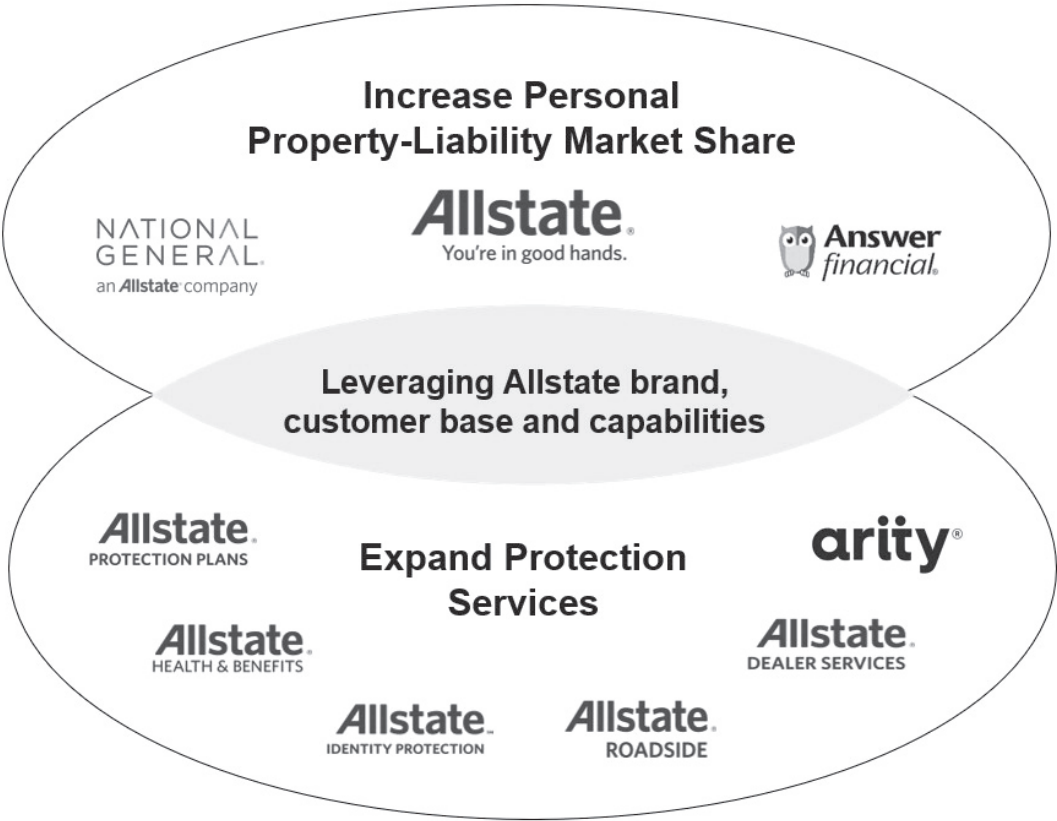 Increase Personal
Property-Liability Market Share
NATIONAL
GENERAL®
an Allstate® company
Allstate®
You're in good hands.
Answer
financial®
Leveraging Allstate brand,
customer base and capabilities
Allstate®
PROTECTION PLANS
Expand Protection
Services
arity®
Allstate®
HEALTH & BENEFITS
Allstate®
DEALER SERVICES
Allstate™
IDENTITY PROTECTION
Allstate®
ROADSIDE